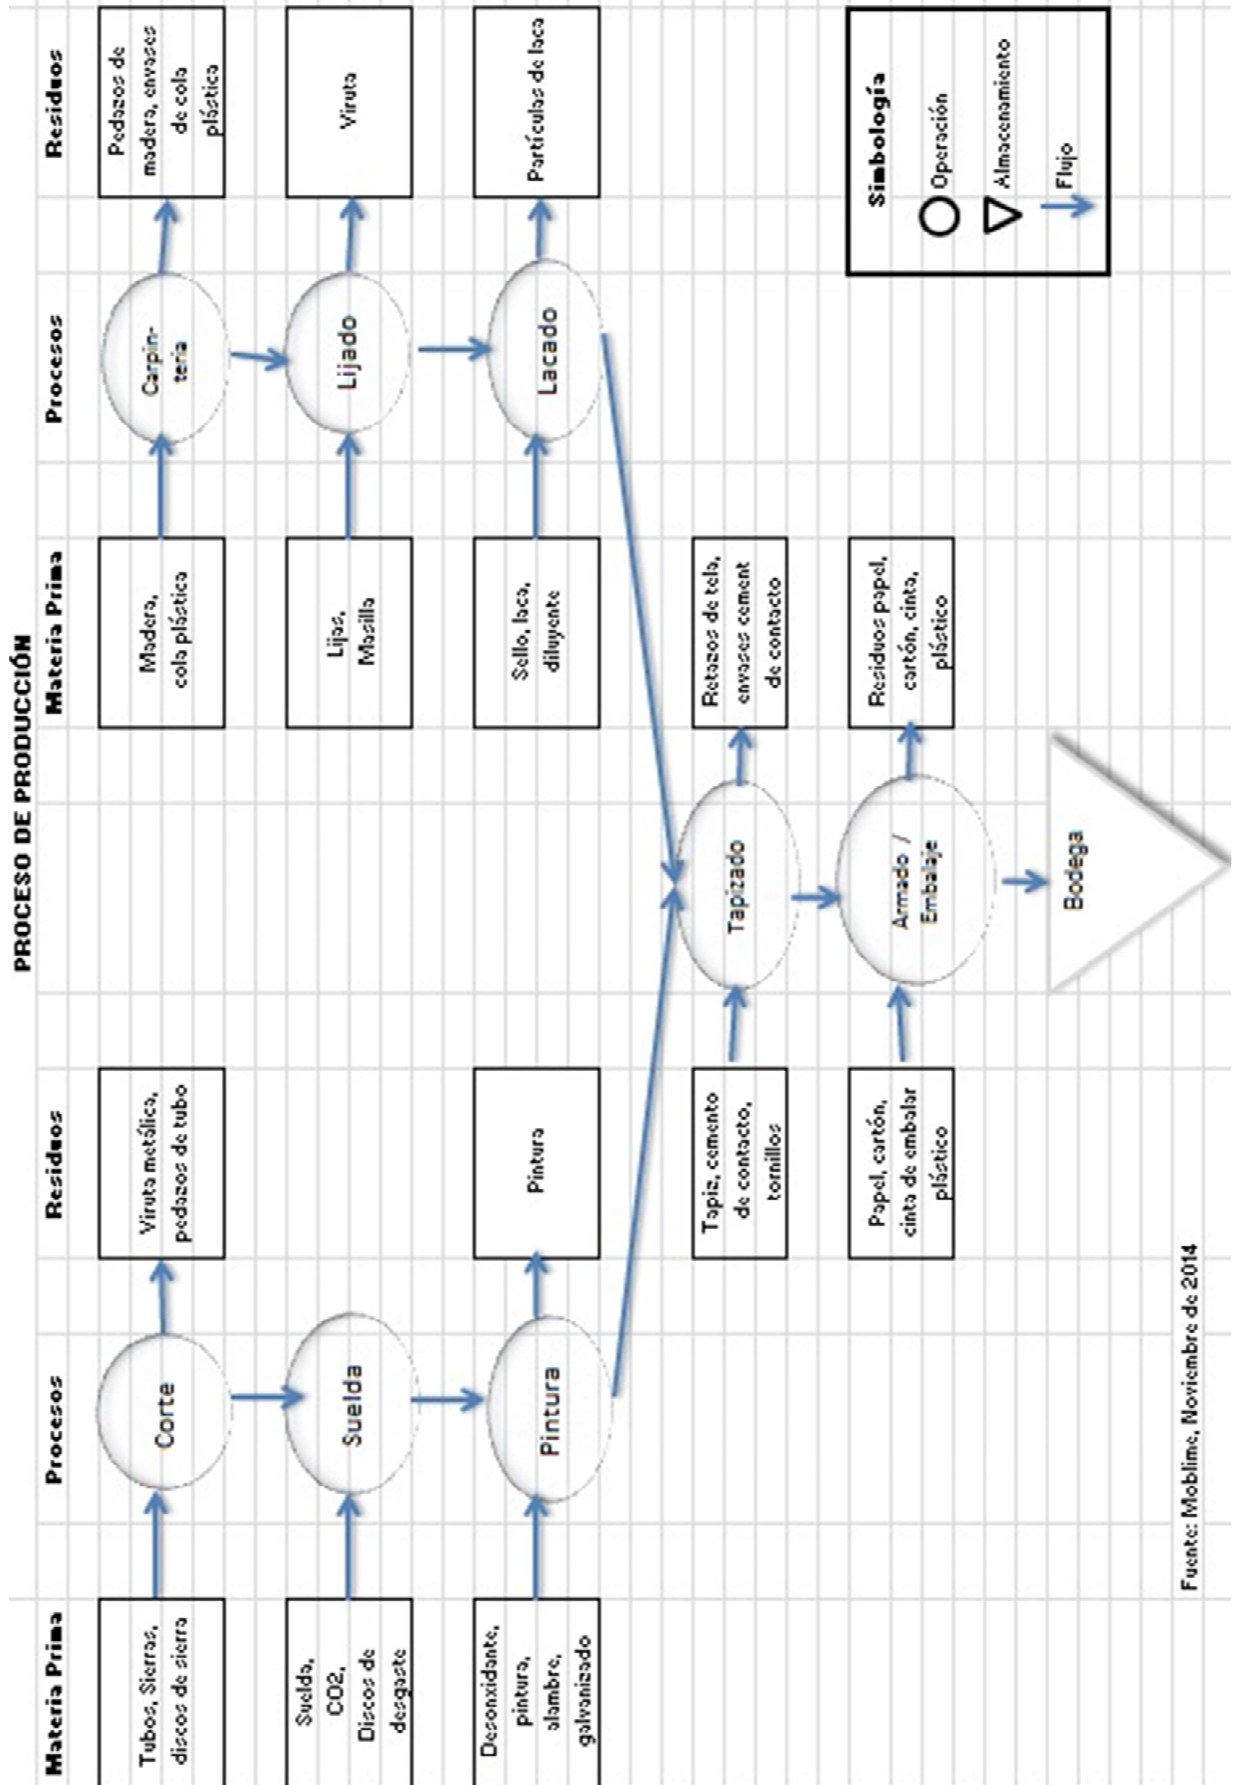 PROCESO DE PRODUCCIÓN
Materia Prima
Procesos
Residuos
Materia Prima
Procesos
Residuos
Tubos, Sierras,
discos de sierra
Corte
Viruta metálica,
pedazos de tubo
Madera,
cola plástica
Carpin-
teria
Pedazos de
madera, envases
de cola
plástica
Suelda,
CO2,
Discos de
desgaste
Suelda
Lijas,
Masilla
Lijado
Viruta
Desonxidante,
pintura,
alambre,
galvanizado
Pintura
Pintura
Sello, laca,
diluyente
Lacado
Partículas de laca
Tapiz, cemento
de contacto,
tornillos
Tapizado
Retazos de tela,
envases cement
de contacto
Papel, cartón,
cinta de embalar
plástico
Armado /
Embalaje
Residuos papel,
cartón, cinta,
plástico
Bodega
Simbología
Operación
Almacenamiento
Flujo
Fuente: Moblime, Noviembre de 2014